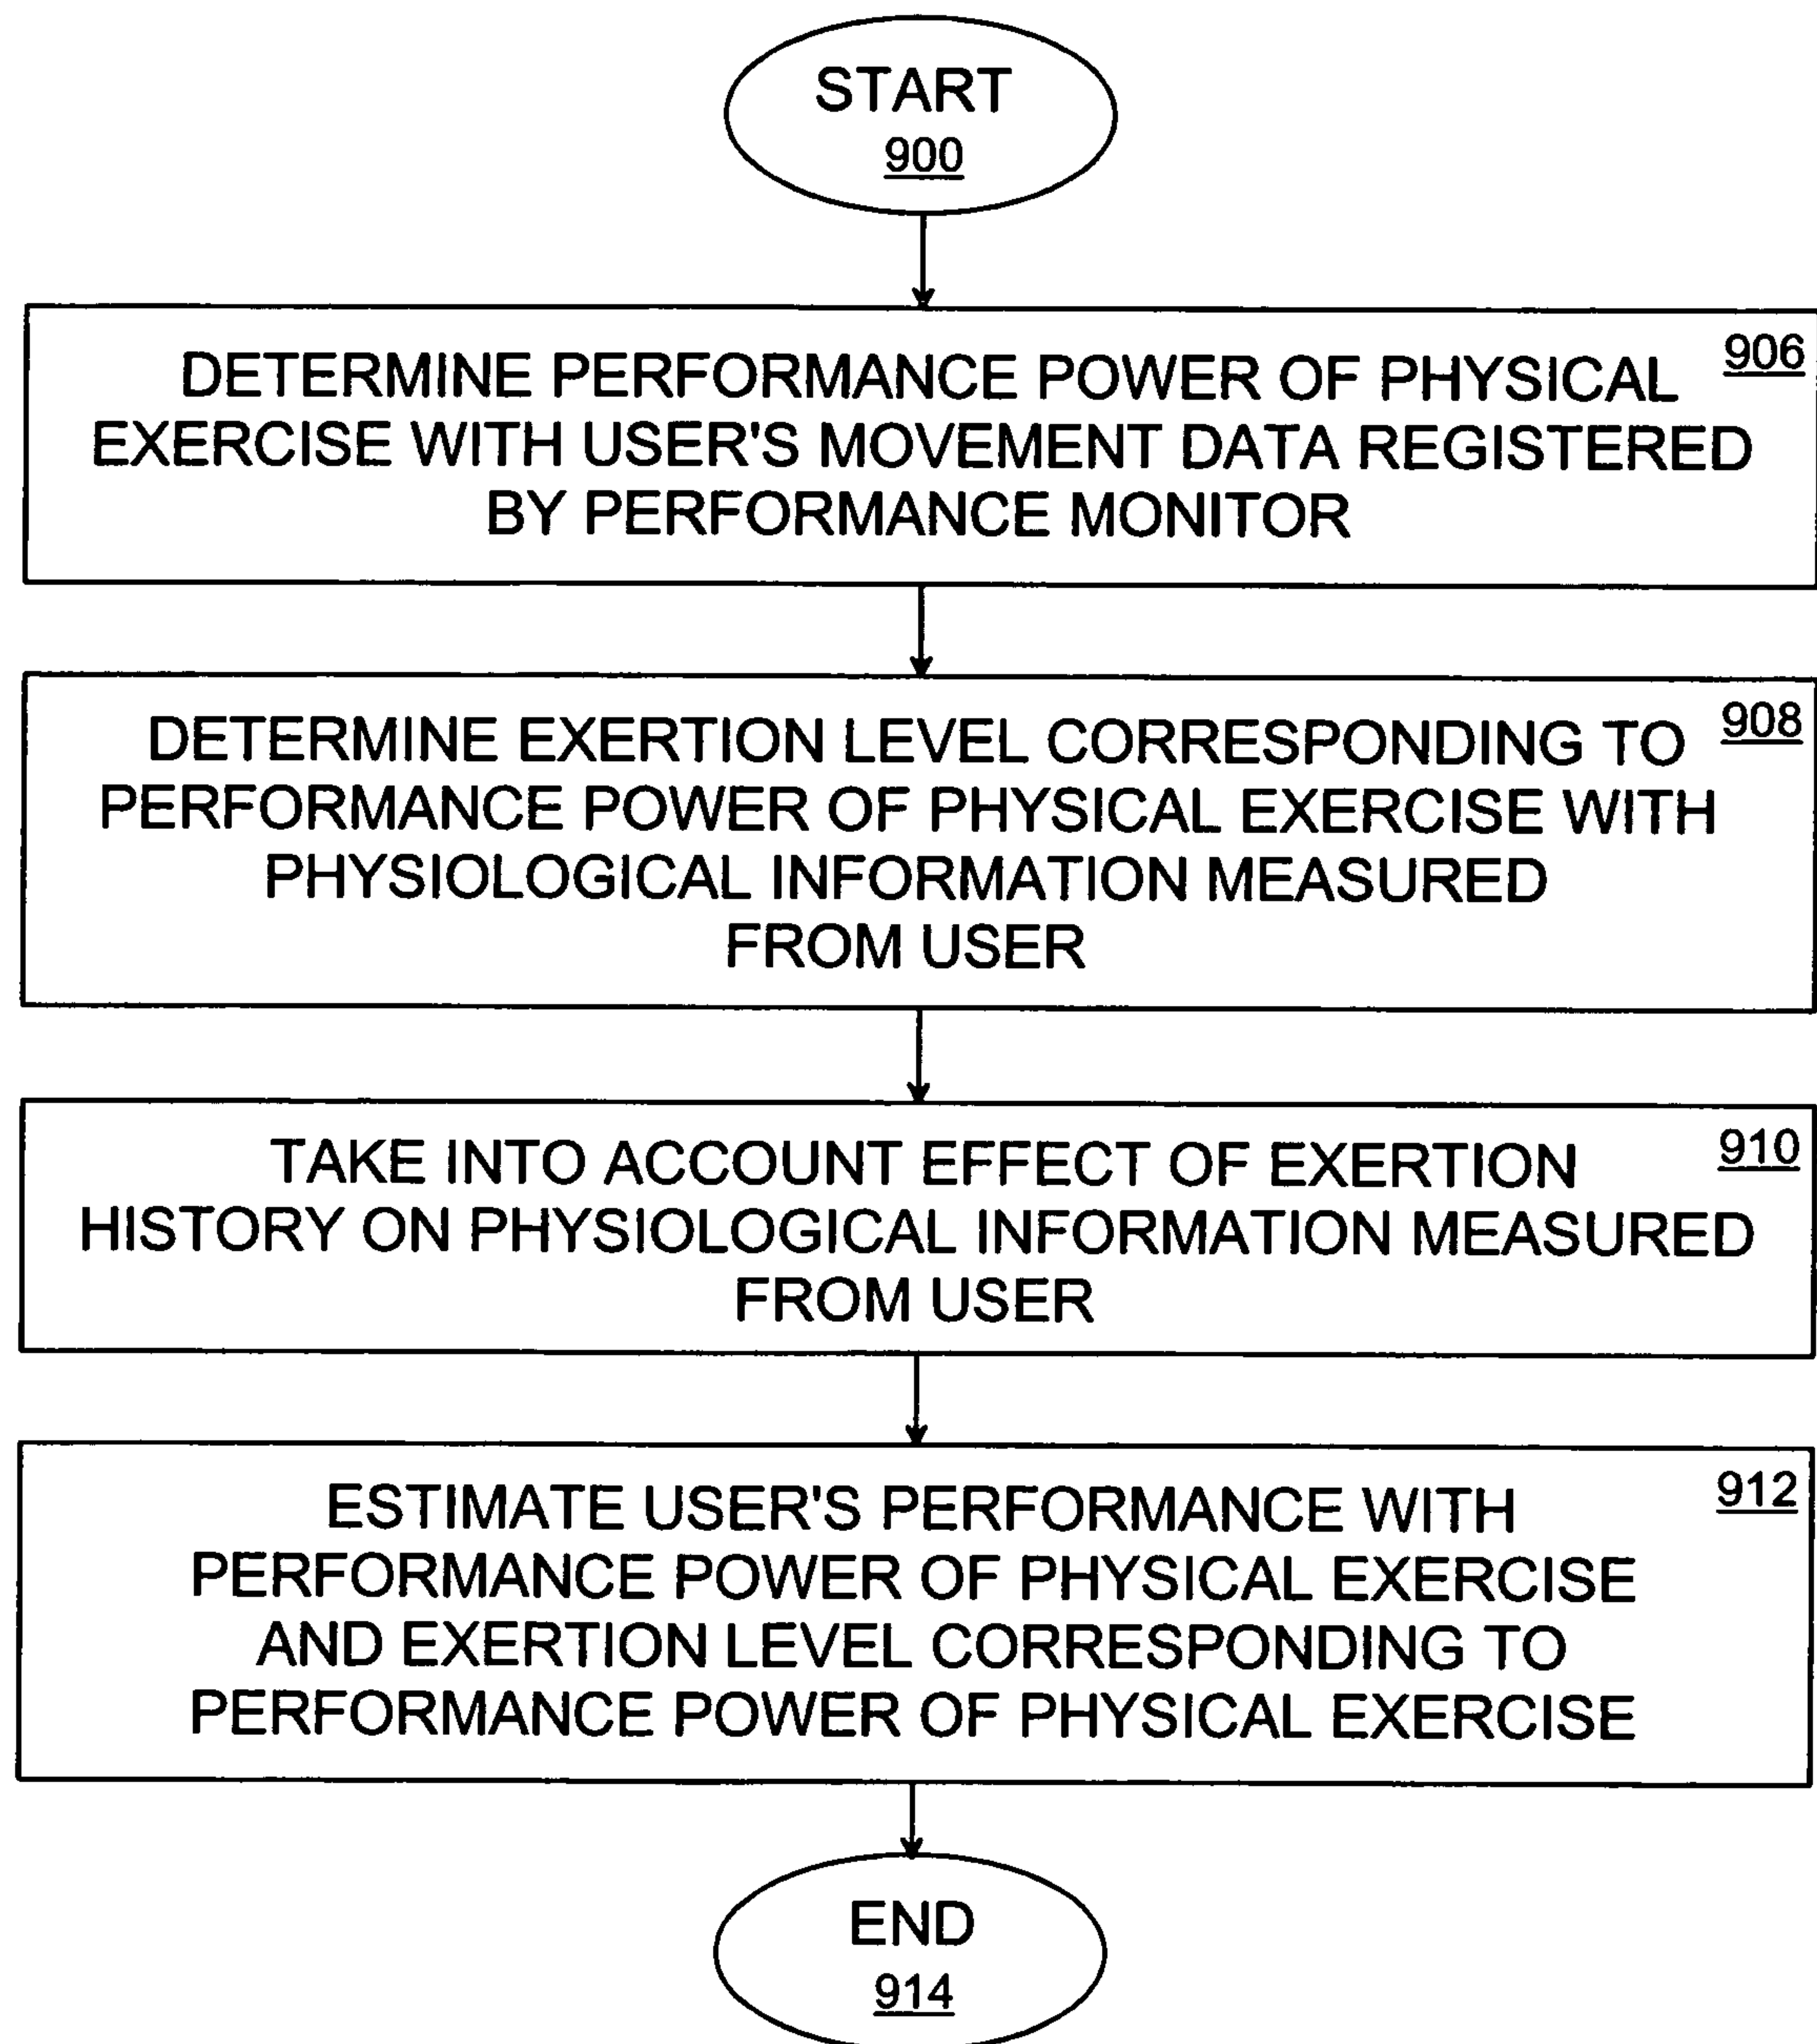 START
900
906
DETERMINE PERFORMANCE POWER OF PHYSICAL
EXERCISE WITH USER'S MOVEMENT DATA REGISTERED
BY PERFORMANCE MONITOR
908
DETERMINE EXERTION LEVEL CORRESPONDING TO
PERFORMANCE POWER OF PHYSICAL EXERCISE WITH
PHYSIOLOGICAL INFORMATION MEASURED
FROM USER
910
TAKE INTO ACCOUNT EFFECT OF EXERTION
HISTORY ON PHYSIOLOGICAL INFORMATION MEASURED
FROM USER
912
ESTIMATE USER'S PERFORMANCE WITH
PERFORMANCE POWER OF PHYSICAL EXERCISE
AND EXERTION LEVEL CORRESPONDING TO
PERFORMANCE POWER OF PHYSICAL EXERCISE
END
914